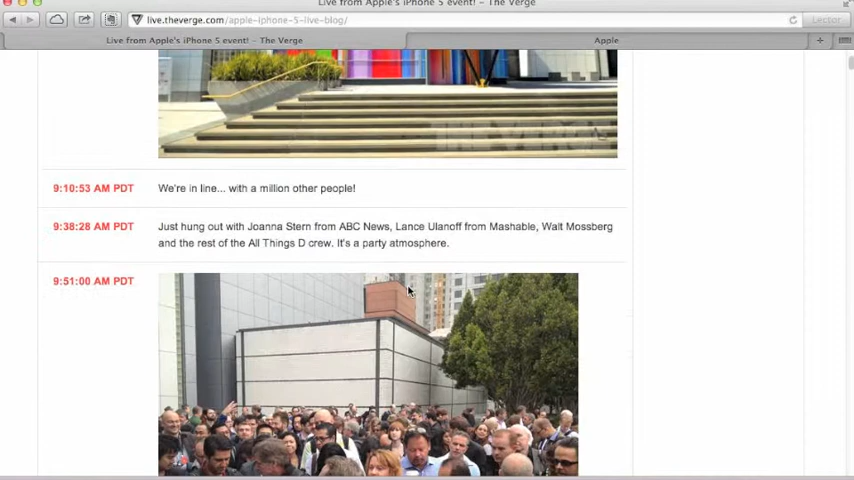 Live from Apple's iPhone 5 event! – The Verge
live.theverge.com/apple-iphone-5-live-blog/
Lector
Live from Apple's iPhone 5 event! – The Verge
Apple
THE VERGE
9:10:53 AM PDT
We're in line... with a million other people!
9:38:28 AM PDT
Just hung out with Joanna Stern from ABC News, Lance Ulanoff from Mashable, Walt Mossberg
and the rest of the All Things D crew. It's a party atmosphere.
9:51:00 AM PDT